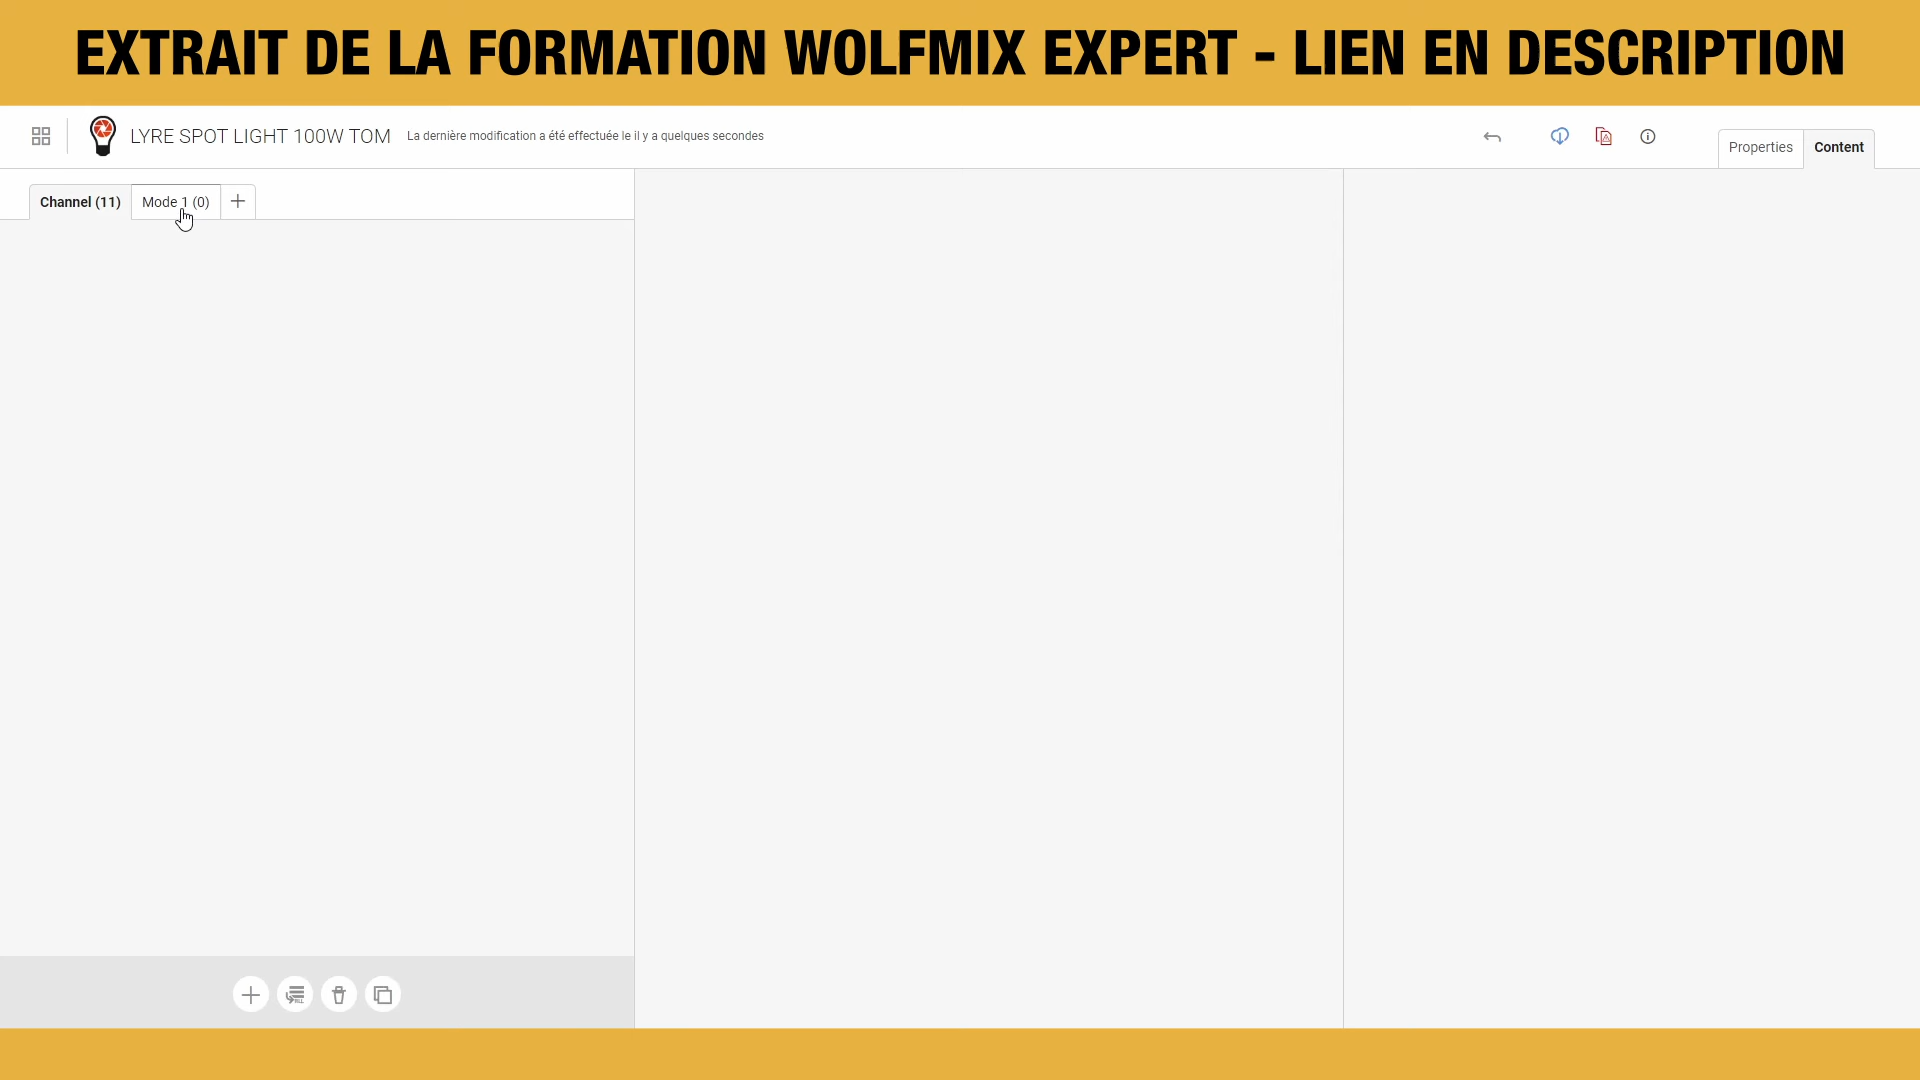 EXTRAIT DE LA FORMATION WOLFMIX EXPERT - LIEN EN DESCRIPTION
LYRE SPOT LIGHT 100W TOM
La dernière modification a été effectuée le il y a quelques secondes
Properties
Content
Channel (11)
Mode 1 (0)